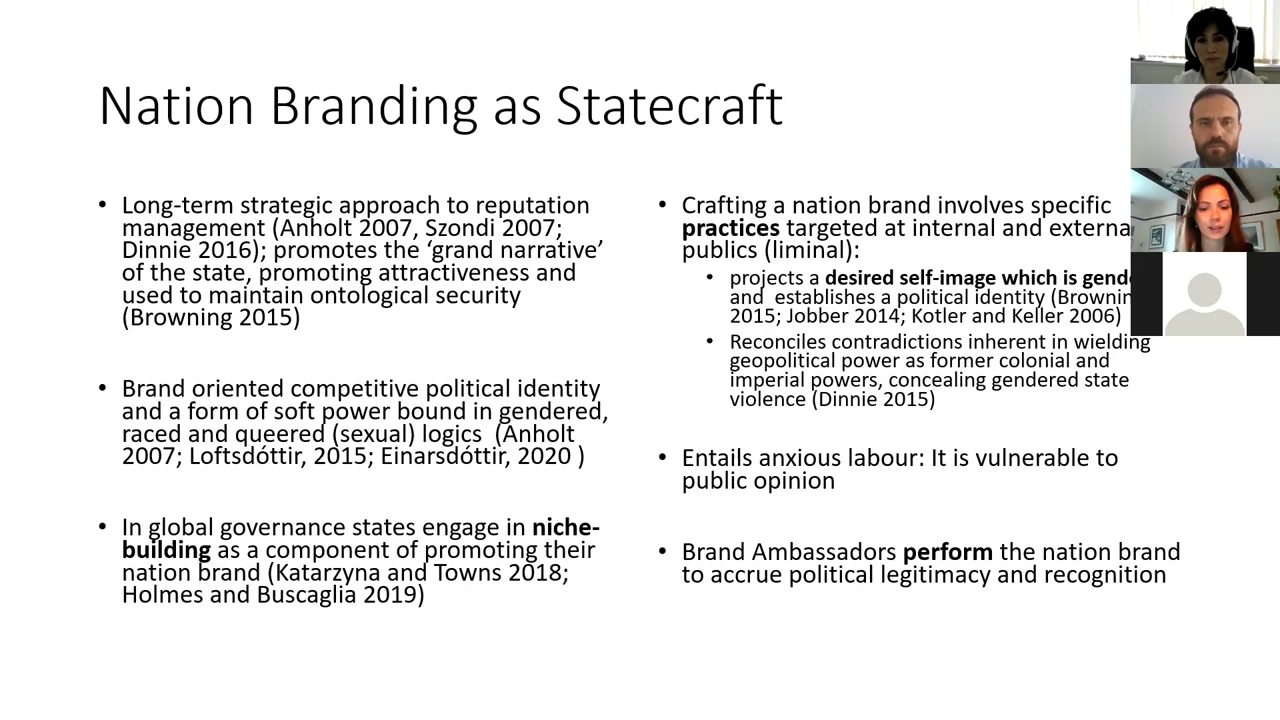 Nation Branding as Statecraft
• Long-term strategic approach to reputation
management (Anholt 2007, Szondi 2007;
Dinnie 2016); promotes the ‘grand narrative’
of the state, promoting attractiveness and
used to maintain ontological security
(Browning 2015)
• Brand oriented competitive political identity
and a form of soft power bound in gendered,
raced and queered (sexual) logics (Anholt
2007; Loftsdóttir, 2015; Einarsdóttir, 2020 )
• In global governance states engage in niche-
building as a component of promoting their
nation brand (Katarzyna and Towns 2018;
Holmes and Buscaglia 2019)
• Crafting a nation brand involves specific
practices targeted at internal and externa
publics (liminal):
• projects a desired self-image which is gende
and establishes a political identity (Brownin
2015; Jobber 2014; Kotler and Keller 2006)
• Reconciles contradictions inherent in wielding
geopolitical power as former colonial and
imperial powers, concealing gendered state
violence (Dinnie 2015)
• Entails anxious labour: It is vulnerable to
public opinion
• Brand Ambassadors perform the nation brand
to accrue political legitimacy and recognition